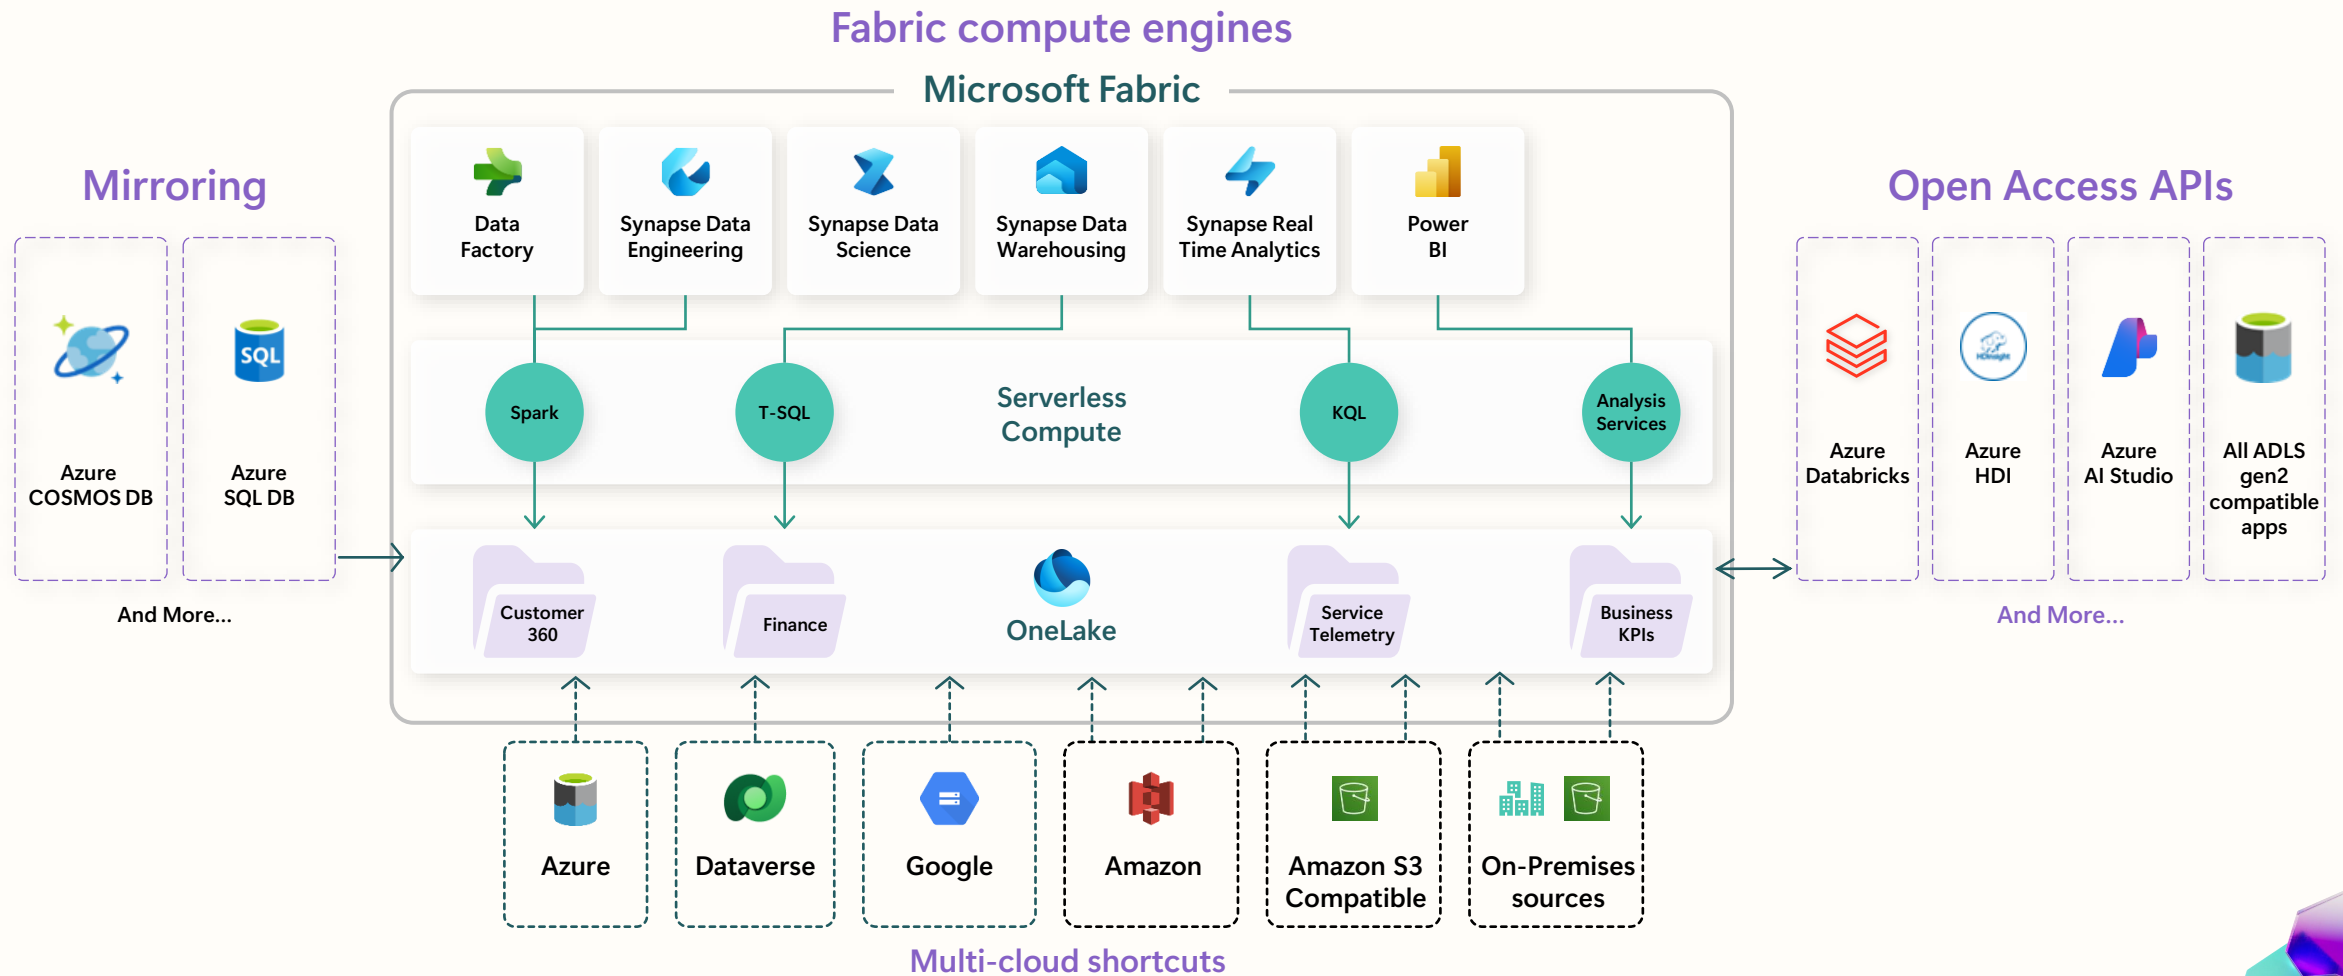 Fabric compute engines
Microsoft Fabric
Mirroring
Azure
COSMOS DB
Azure
SQL DB
SQL
And More...
Data
Factory
Synapse Data
Engineering
Synapse Data
Science
Synapse Data
Warehousing
Synapse Real
Time Analytics
Power
BI
Spark
T-SQL
Serverless
Compute
KQL
Analysis
Services
Customer
360
Finance
OneLake
Service
Telemetry
Business
KPIs
Open Access APIs
Azure
Databricks
HDInsight
Azure
HDI
Azure
AI Studio
All ADLS
gen2
compatible
apps
And More...
Azure
Dataverse
Google
Amazon
Amazon S3
Compatible
On-Premises
sources
Multi-cloud shortcuts